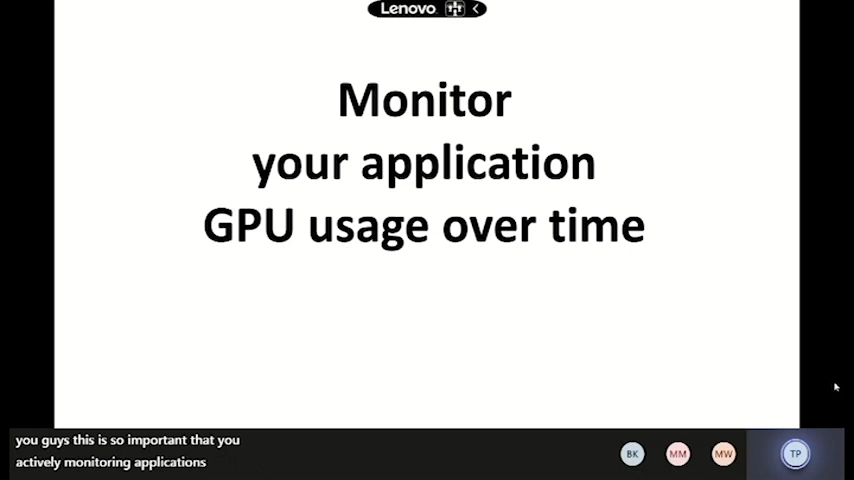 Lenovo
Monitor
your application
GPU usage over time
you guys this is so important that you
actively monitoring applications
BK MM MW TP